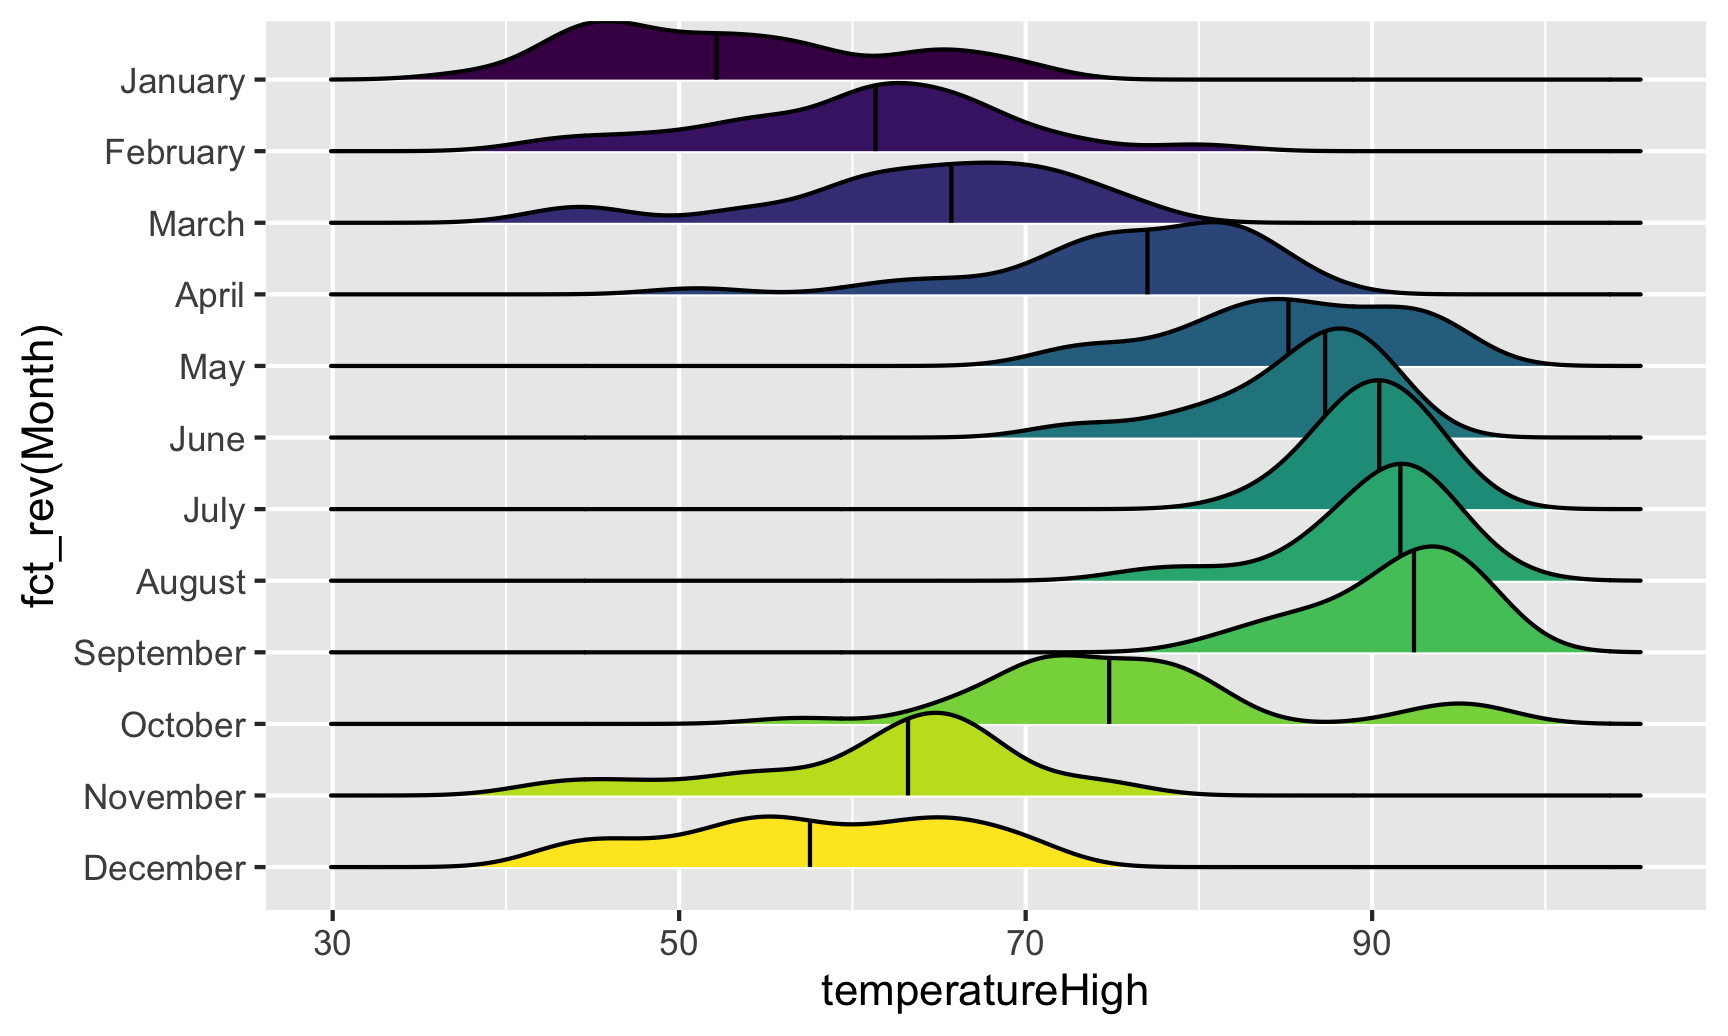 January
February
March
April
May
June
July
August
September
October
November
December
fct_rev(Month)
30 50 70 90
temperatureHigh